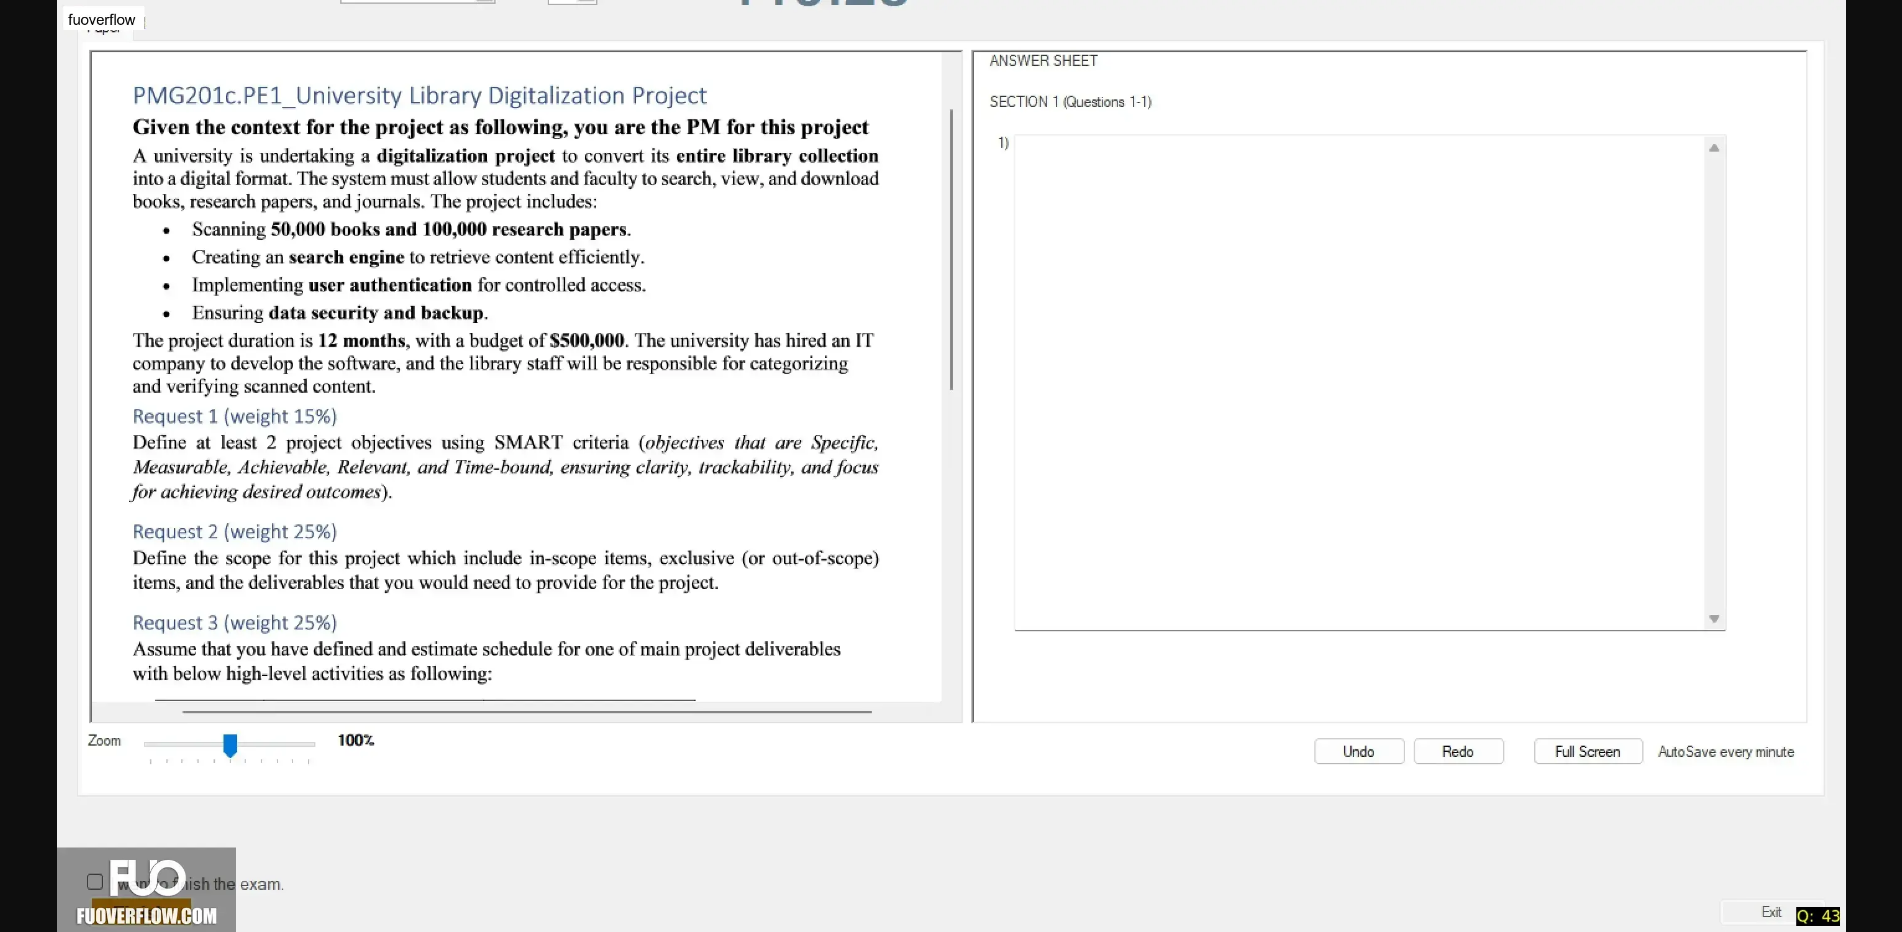 fuoverflow
PMG201c.PE1_University Library Digitalization Project
Given the context for the project as following, you are the PM for this project
A university is undertaking a digitalization project to convert its entire library collection
into a digital format. The system must allow students and faculty to search, view, and download
books, research papers, and journals. The project includes:
• Scanning 50,000 books and 100,000 research papers.
• Creating an search engine to retrieve content efficiently.
• Implementing user authentication for controlled access.
• Ensuring data security and backup.
The project duration is 12 months, with a budget of $500,000. The university has hired an IT
company to develop the software, and the library staff will be responsible for categorizing
and verifying scanned content.
Request 1 (weight 15%)
Define at least 2 project objectives using SMART criteria (objectives that are Specific,
Measurable, Achievable, Relevant, and Time-bound, ensuring clarity, trackability, and focus
for achieving desired outcomes).
Request 2 (weight 25%)
Define the scope for this project which include in-scope items, exclusive (or out-of-scope)
items, and the deliverables that you would need to provide for the project.
Request 3 (weight 25%)
Assume that you have defined and estimate schedule for one of main project deliverables
with below high-level activities as following:
ANSWER SHEET
SECTION 1 (Questions 1-1)
1)
Zoom
100%
Undo
Redo
Full Screen
AutoSave every minute
FUO
the exam.
FUOVERFLOW.COM
Exit
Q: 43